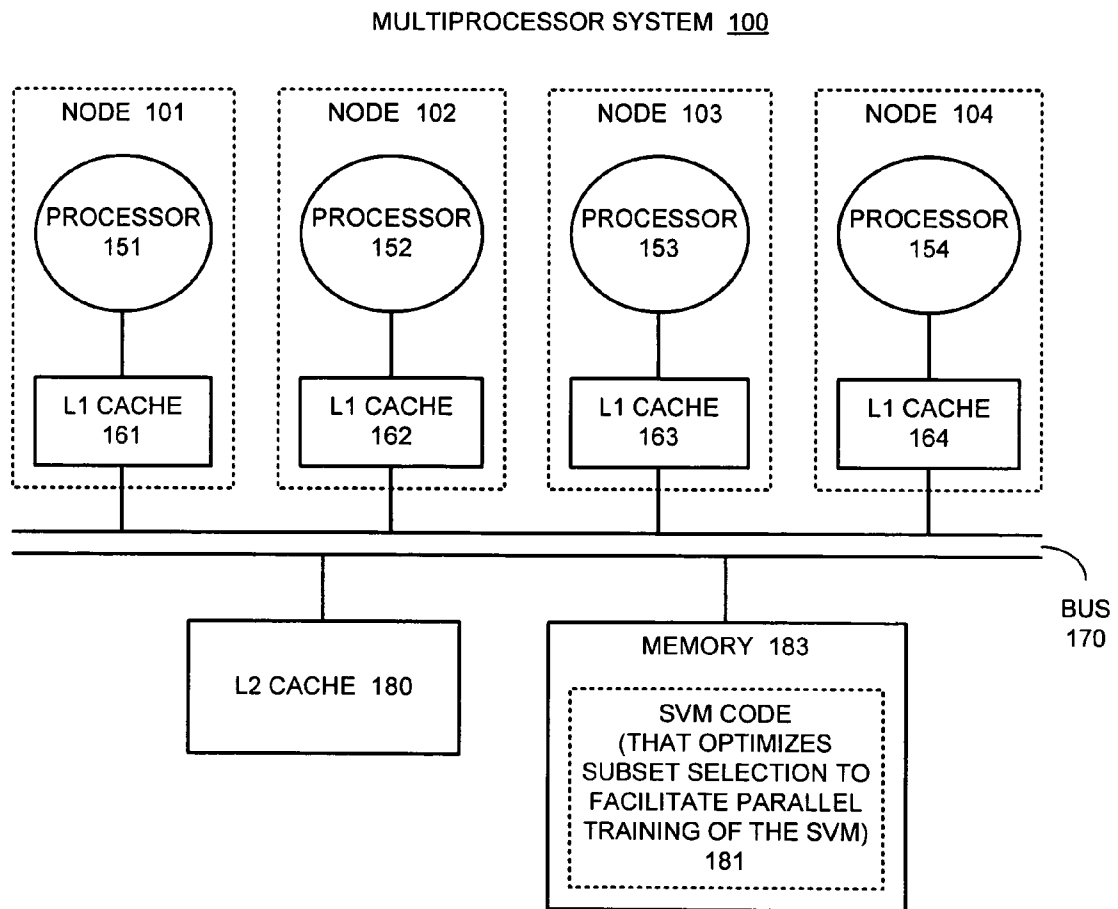 MULTIPROCESSOR SYSTEM 100
NODE 101
NODE 102
NODE 103
NODE 104
PROCESSOR
151
PROCESSOR
152
PROCESSOR
153
PROCESSOR
154
L1 CACHE
161
L1 CACHE
162
L1 CACHE
163
L1 CACHE
164
BUS
170
L2 CACHE 180
MEMORY 183
SVM CODE
(THAT OPTIMIZES
SUBSET SELECTION TO
FACILITATE PARALLEL
TRAINING OF THE SVM)
181